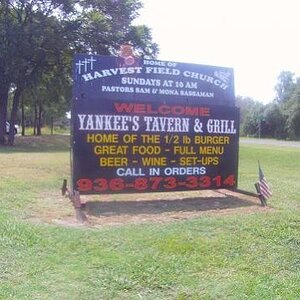 HOME OF
HARVEST FIELD CHURCH
SUNDAYS AT 10 AM
PASTORS SAM & MONA SASSAMAN
WELCOME
YANKEE'S TAVERN & GRILL
HOME OF THE 1/2 lb BURGER
GREAT FOOD - FULL MENU
BEER - WINE - SET-UPS
CALL IN ORDERS
936-873-3314